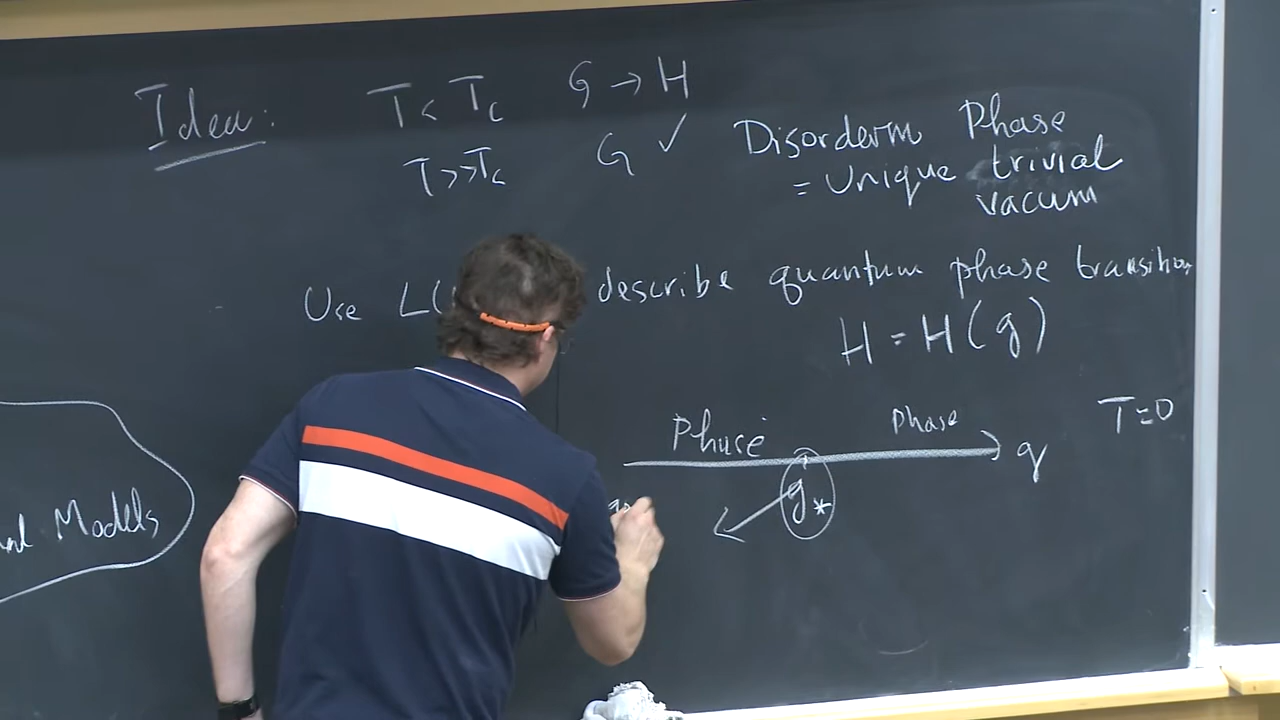 Idea: T < Tc G → H
T >> Tc G ✓ Disorderm Phase
= Unique trivial
vacuum
Use describe quantum phase transition
H = H(g)
Phase Phase T=0
g
g*
Models